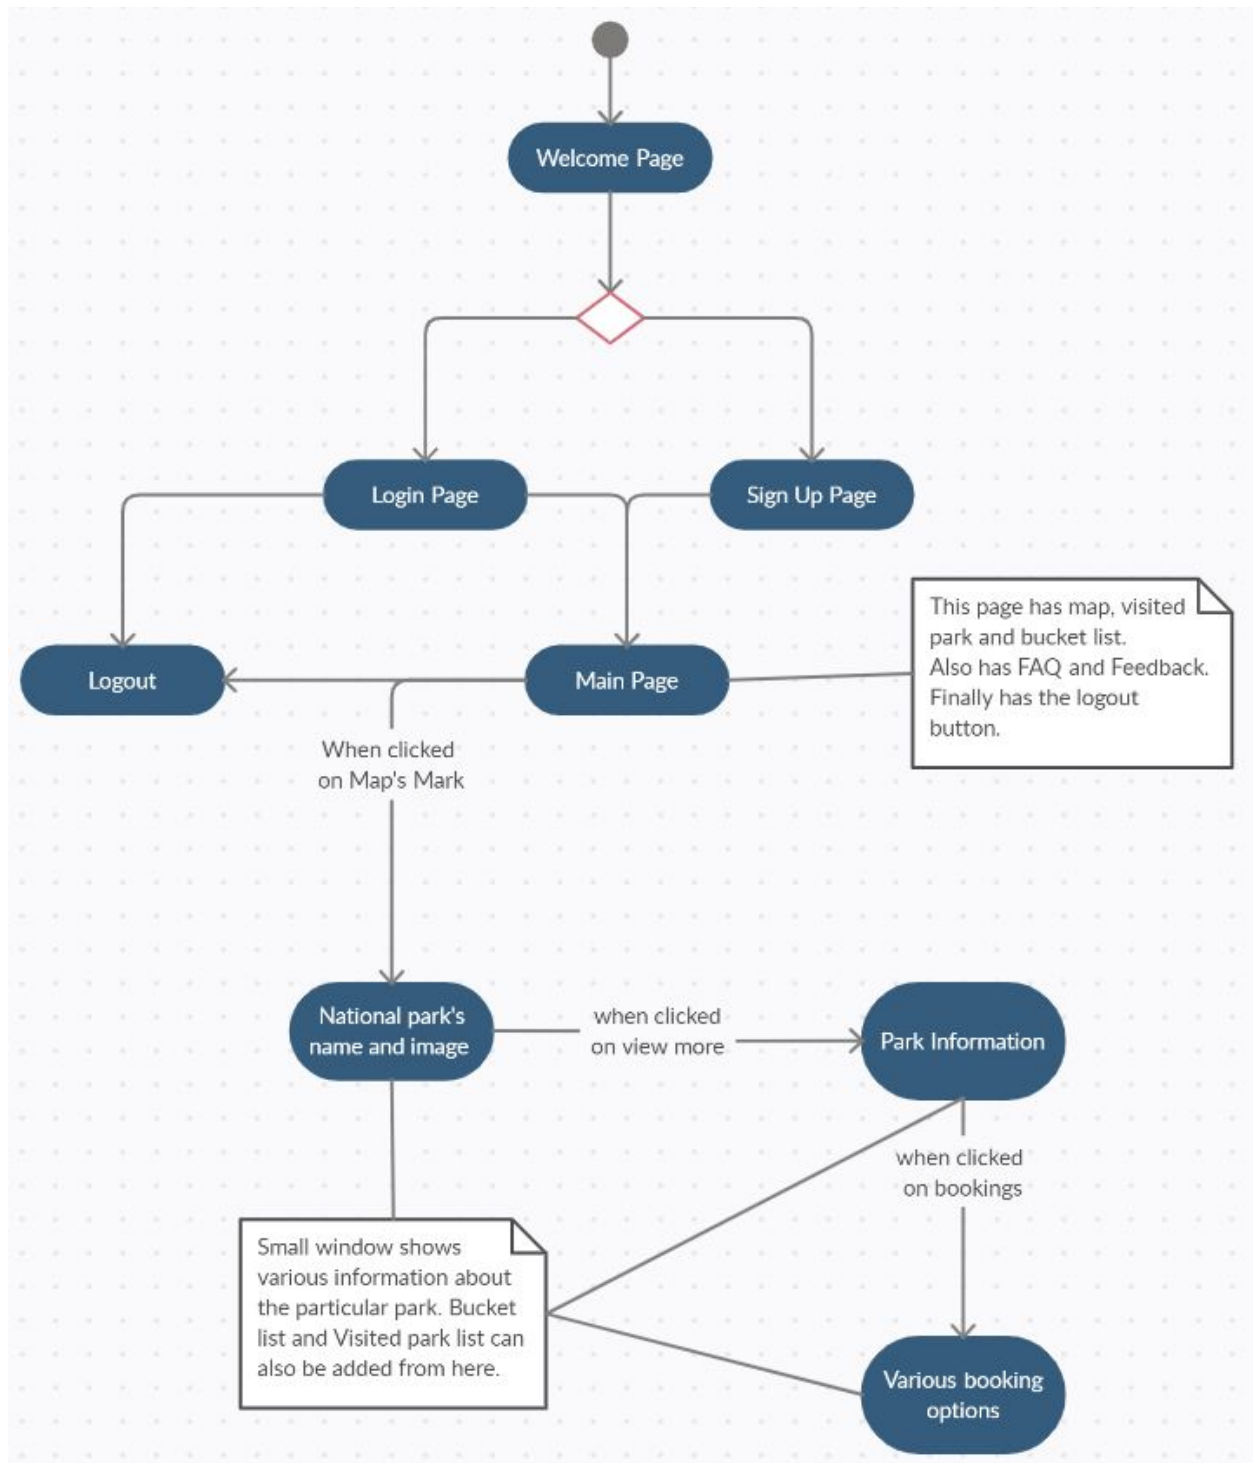 Welcome Page
Login Page
Sign Up Page
This page has map, visited
park and bucket list.
Also has FAQ and Feedback.
Finally has the logout
button.
Logout
Main Page
When clicked
on Map's Mark
National park's
name and image
when clicked
on view more
Park Information
when clicked
on bookings
Small window shows
various information about
the particular park. Bucket
list and Visited park list can
also be added from here.
Various booking
options